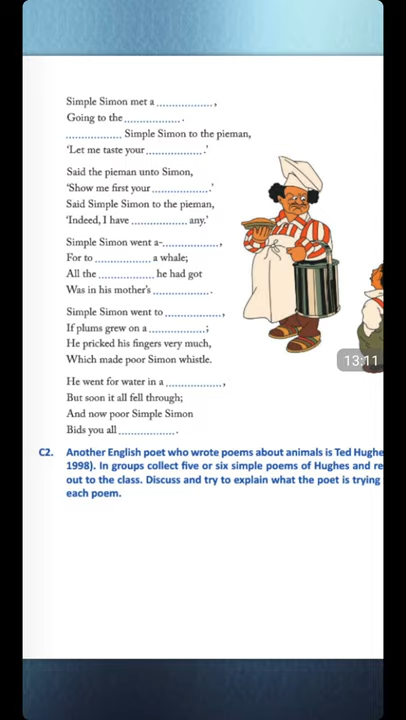 Simple Simon met a ...................,
Going to the ................... .
................... Simple Simon to the pieman,
'Let me taste your ................... .'
Said the pieman unto Simon,
'Show me first your ................... .'
Said Simple Simon to the pieman,
'Indeed, I have ................... any.'
Simple Simon went a-...................,
For to ................... a whale;
All the ................... he had got
Was in his mother's ................... .
Simple Simon went to ...................,
If plums grew on a ...................;
He pricked his fingers very much,
Which made poor Simon whistle.
13:11
He went for water in a ...................,
But soon it all fell through;
And now poor Simple Simon
Bids you all ................... .
C2. Another English poet who wrote poems about animals is Ted Hughe
1998). In groups collect five or six simple poems of Hughes and re
out to the class. Discuss and try to explain what the poet is trying
each poem.